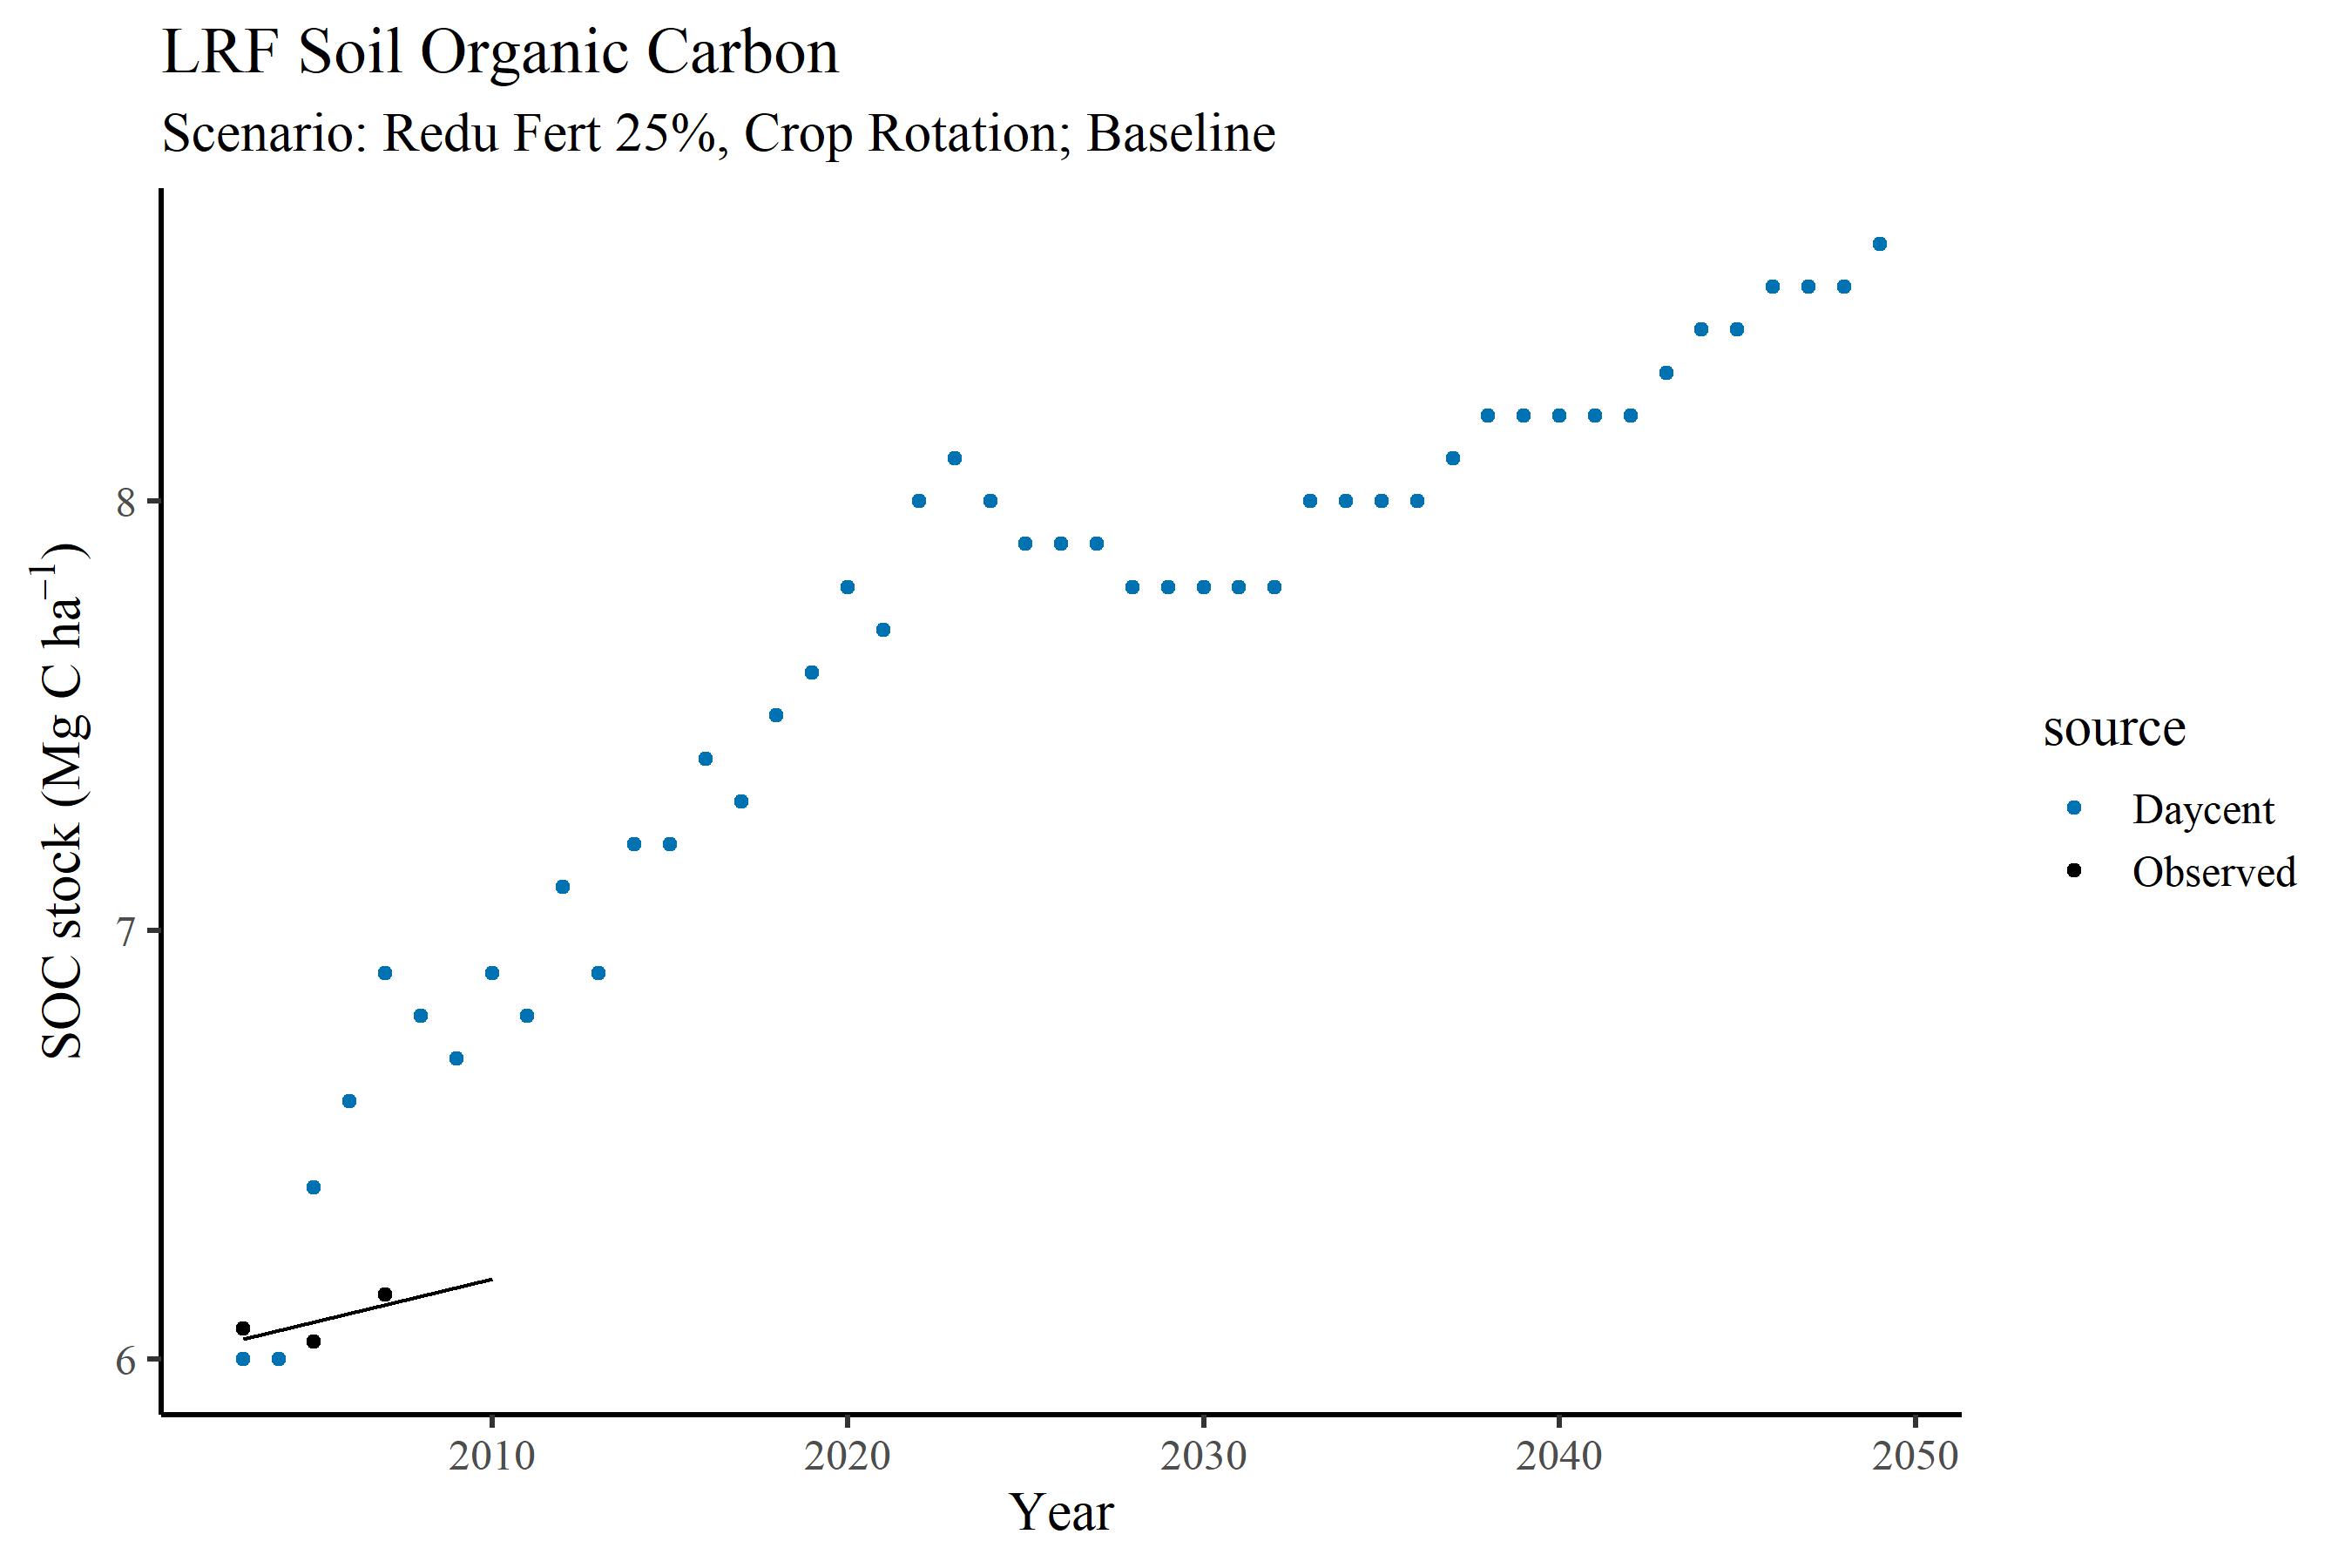 LRF Soil Organic Carbon
Scenario: Redu Fert 25%, Crop Rotation; Baseline
SOC stock (Mg C ha⁻¹)
8
7
6
2010 2020 2030 2040 2050
Year
source
Daycent
Observed